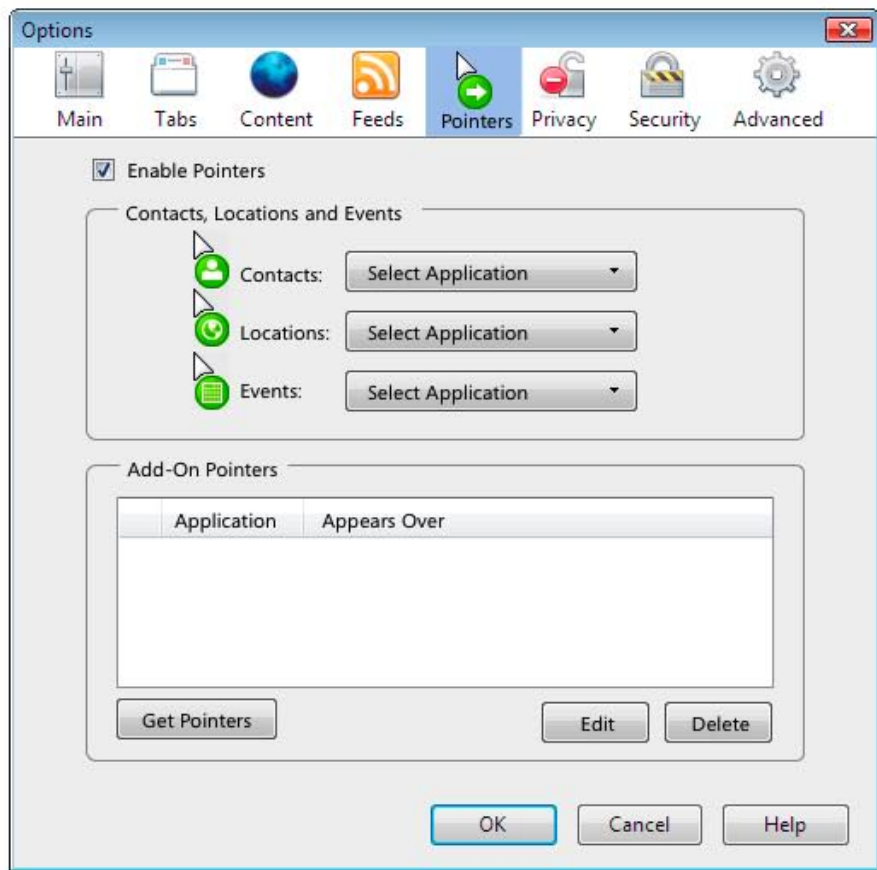 Options
Main Tabs Content Feeds Pointers Privacy Security Advanced
Enable Pointers
Contacts, Locations and Events
Contacts: Select Application
Locations: Select Application
Events: Select Application
Add-On Pointers
Application Appears Over
Get Pointers Edit Delete
OK Cancel Help